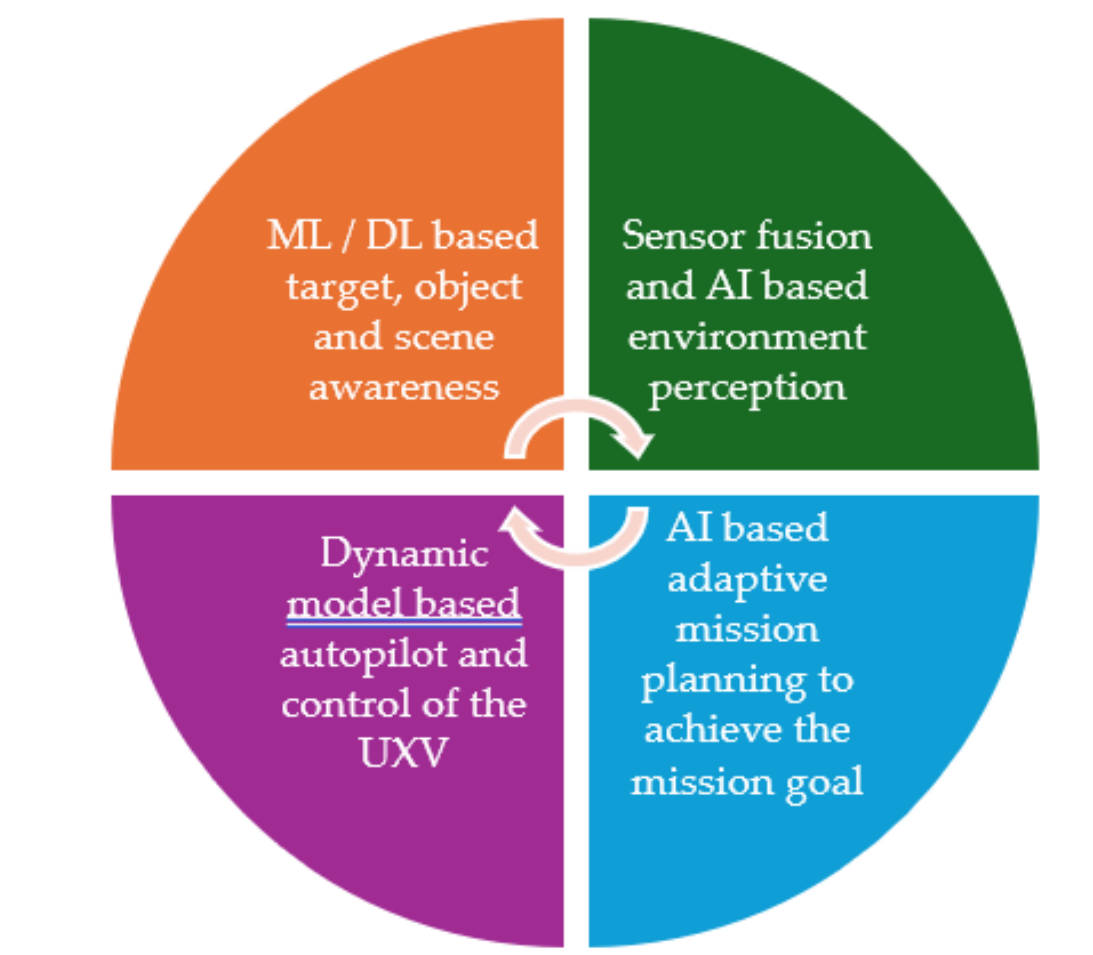 ML / DL based
target, object
and scene
awareness
Sensor fusion
and AI based
environment
perception
Dynamic
model based
autopilot and
control of the
UXV
AI based
adaptive
mission
planning to
achieve the
mission goal